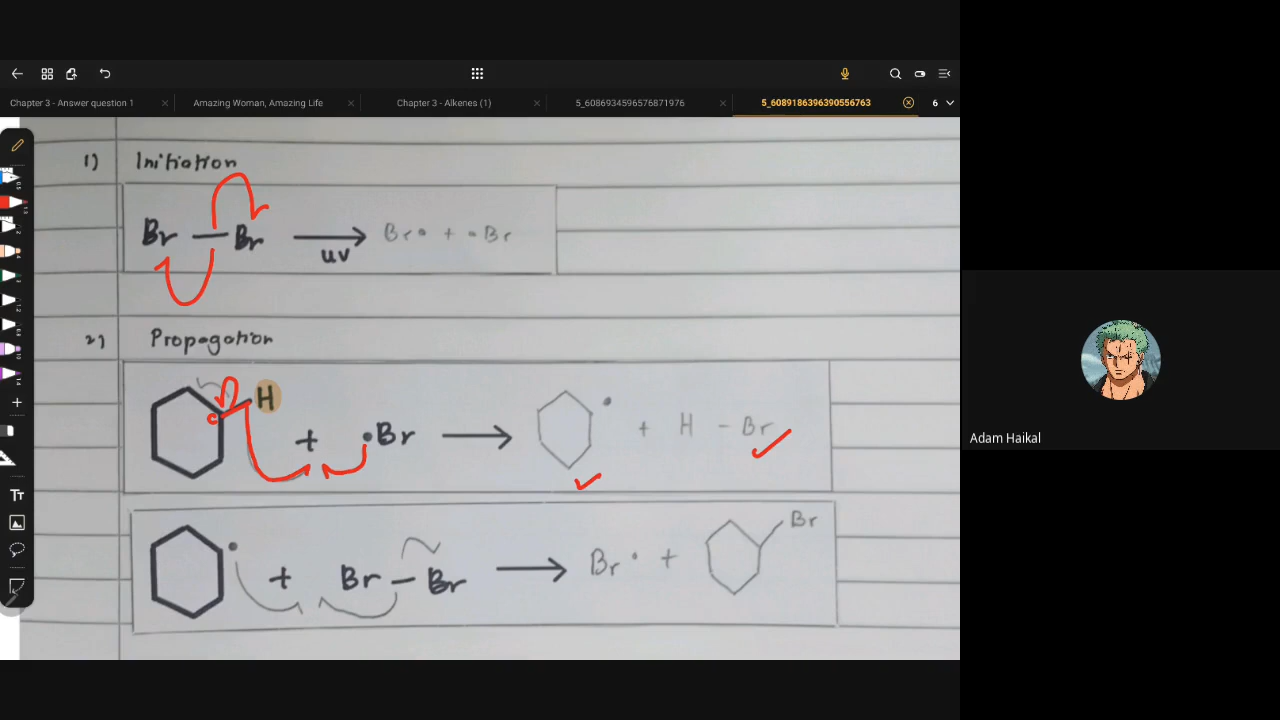 Chapter 3 - Answer question 1
Amazing Woman, Amazing Life
Chapter 3 - Alkenes (1)
5_6086934596576871976
5_6089186396390556763
6
1) Initiation
Br — Br → Br• + •Br
uv
2) Propagation
H + •Br → • + H - Br
• + Br — Br → Br• + Br
Tt
Adam Haikal